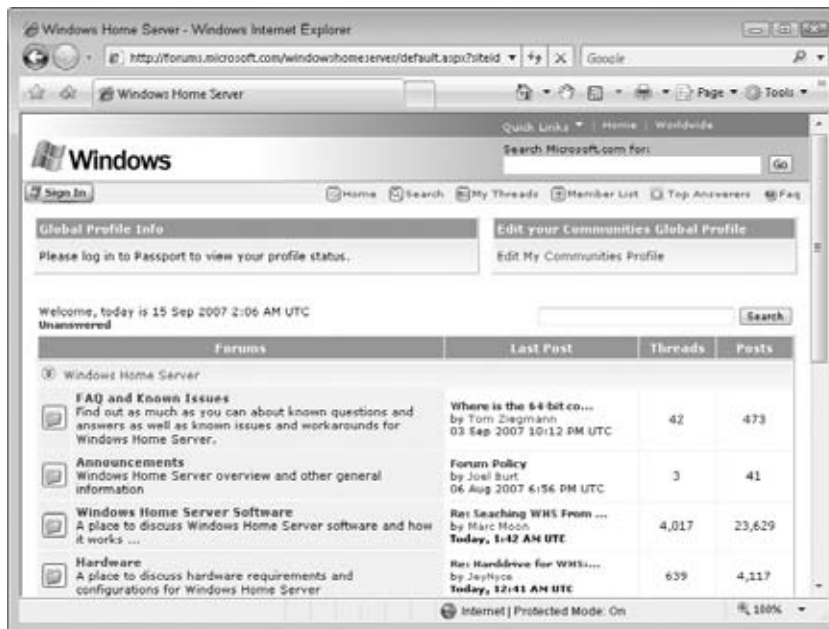 Windows Home Server - Windows Internet Explorer
http://forums.microsoft.com/windowshomeserver/default.aspx?siteid
Google
Windows Home Server
Page
Tools
Quick Links | Home | Worldwide
Windows
Search Microsoft.com for:
Go
Sign In
Home Search My Threads Member List Top Answerers Faq
Global Profile Info
Edit your Communities Global Profile
Please log in to Passport to view your profile status.
Edit My Communities Profile
Welcome, today is 15 Sep 2007 2:06 AM UTC
Search
Unanswered
Forums Last Post Threads Posts
Windows Home Server
FAQ and Known Issues
Find out as much as you can about known questions and
answers as well as known issues and workarounds for
Windows Home Server.
Where is the 64-bit co...
by Tom Ziegmann
03 Sep 2007 10:12 PM UTC
42
473
Announcements
Windows Home Server overview and other general
information
Forum Policy
by Joel Burt
06 Aug 2007 6:56 PM UTC
3
41
Windows Home Server Software
A place to discuss Windows Home Server software and how
it works ...
Re: Seaching WHS From ...
by Marc Moon
Today, 1:42 AM UTC
4,017
23,629
Hardware
A place to discuss hardware requirements and
configurations for Windows Home Server
Re: Harddrive for WHS:...
by JayNyce
Today, 12:41 AM UTC
639
4,117
Internet | Protected Mode: On
100%